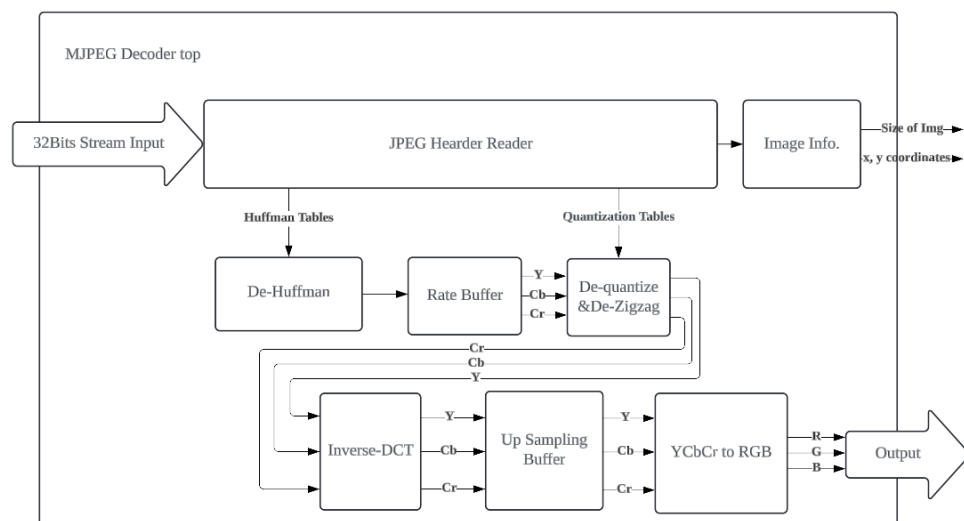 MJPEG Decoder top
32Bits Stream Input
JPEG Hearder Reader
Image Info.
Size of Img
x, y coordinates
Huffman Tables
Quantization Tables
De-Huffman
Rate Buffer
Y
Cb
Cr
De-quantize
&De-Zigzag
Cr
Cb
Y
Inverse-DCT
Y
Cb
Cr
Up Sampling
Buffer
Y
Cb
Cr
YCbCr to RGB
R
G
B
Output